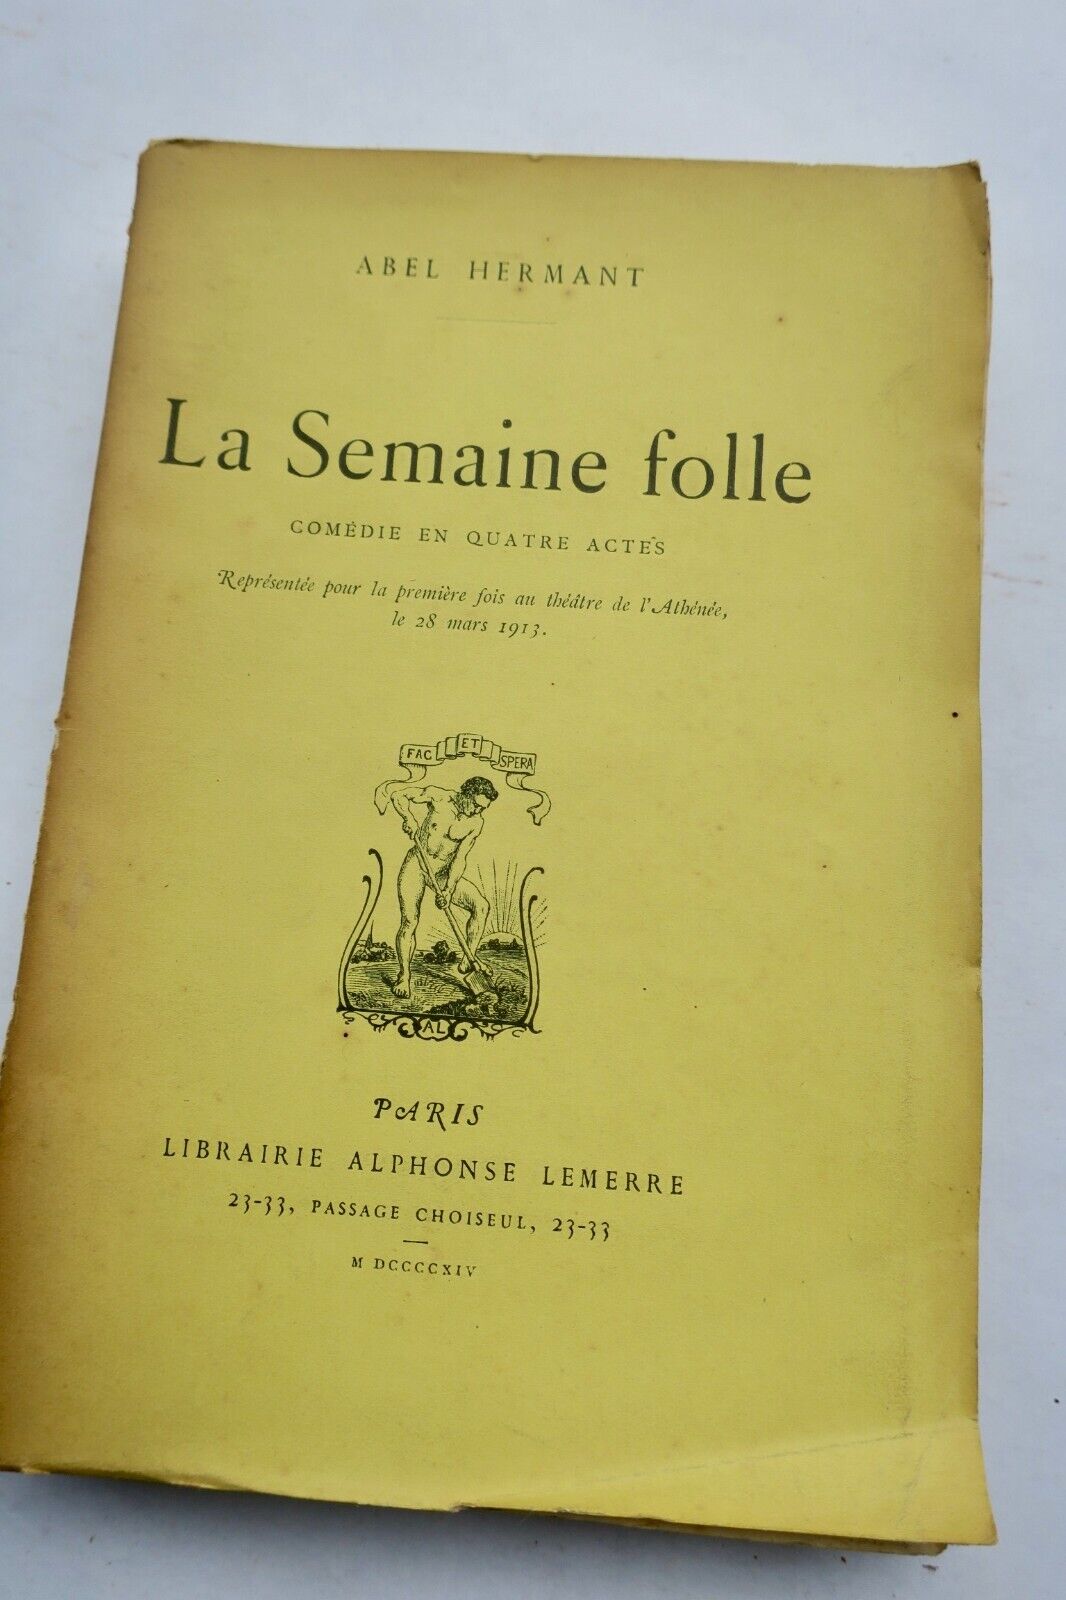 ABEL HERMANT
La Semaine folle
COMÉDIE EN QUATRE ACTES
Représentée pour la première fois au théâtre de l'Athénée,
le 28 mars 1913.
FAC ET SPERA
AL
PARIS
LIBRAIRIE ALPHONSE LEMERRE
23-33, PASSAGE CHOISEUL, 23-33
M DCCCCXIV